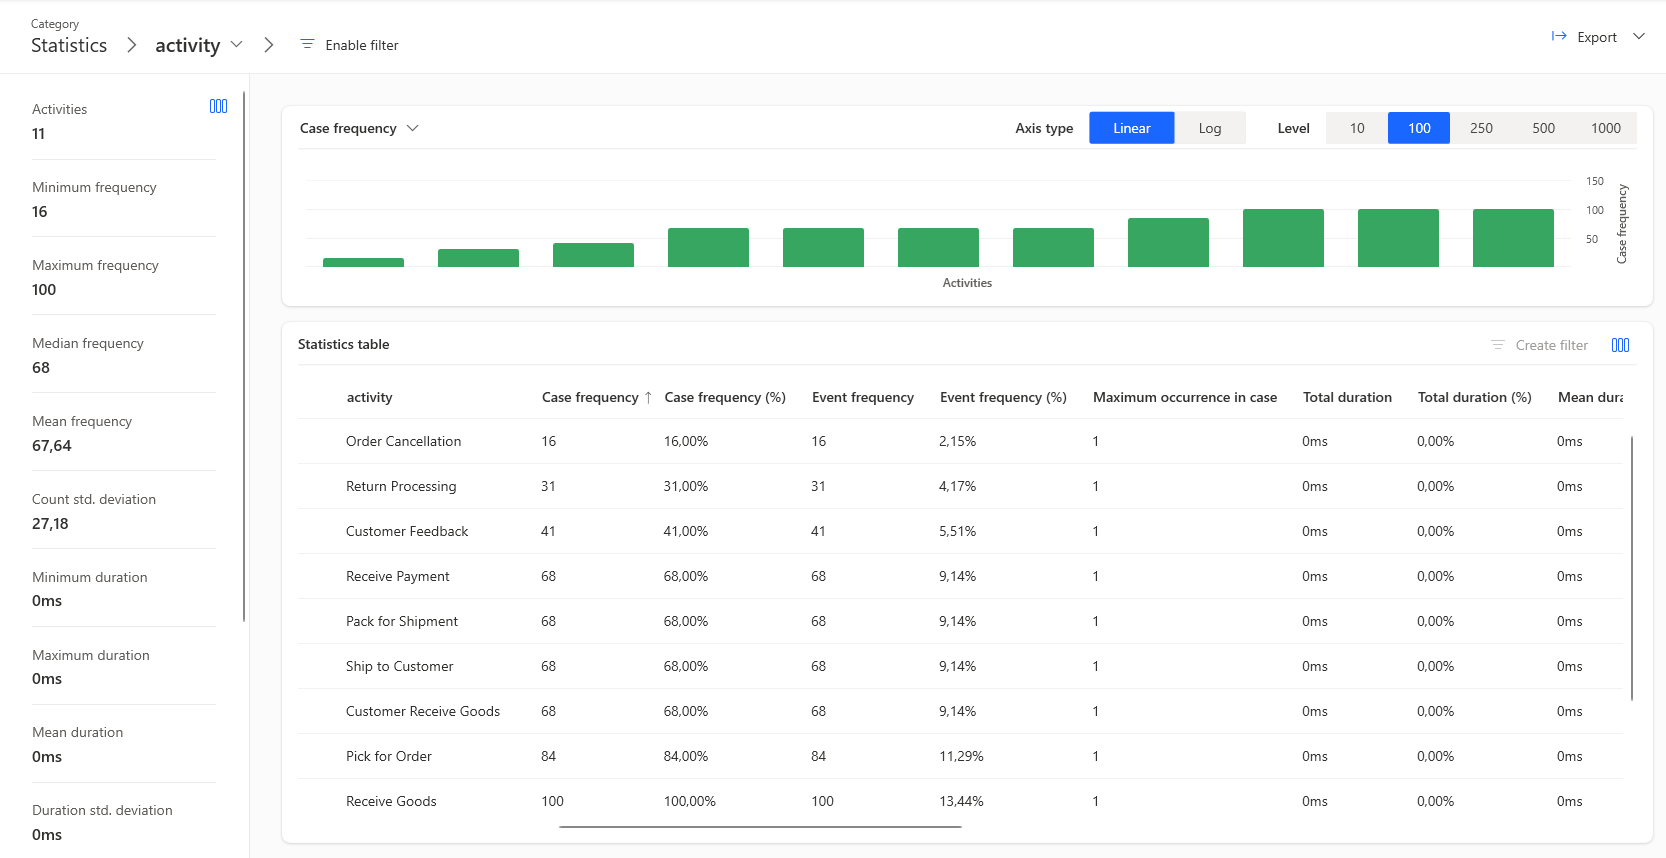 Category
Statistics activity Enable filter
Export
Activities
11
Minimum frequency
16
Maximum frequency
100
Median frequency
68
Mean frequency
67,64
Count std. deviation
27,18
Minimum duration
0ms
Maximum duration
0ms
Mean duration
0ms
Duration std. deviation
0ms
Case frequency Axis type Linear Log Level 10 100 250 500 1000
150
100
50
Case frequency
Activities
Statistics table Create filter
activity Case frequency ↑ Case frequency (%) Event frequency Event frequency (%) Maximum occurrence in case Total duration Total duration (%) Mean dura
Order Cancellation 16 16,00% 16 2,15% 1 0ms 0,00% 0ms
Return Processing 31 31,00% 31 4,17% 1 0ms 0,00% 0ms
Customer Feedback 41 41,00% 41 5,51% 1 0ms 0,00% 0ms
Receive Payment 68 68,00% 68 9,14% 1 0ms 0,00% 0ms
Pack for Shipment 68 68,00% 68 9,14% 1 0ms 0,00% 0ms
Ship to Customer 68 68,00% 68 9,14% 1 0ms 0,00% 0ms
Customer Receive Goods 68 68,00% 68 9,14% 1 0ms 0,00% 0ms
Pick for Order 84 84,00% 84 11,29% 1 0ms 0,00% 0ms
Receive Goods 100 100,00% 100 13,44% 1 0ms 0,00% 0ms